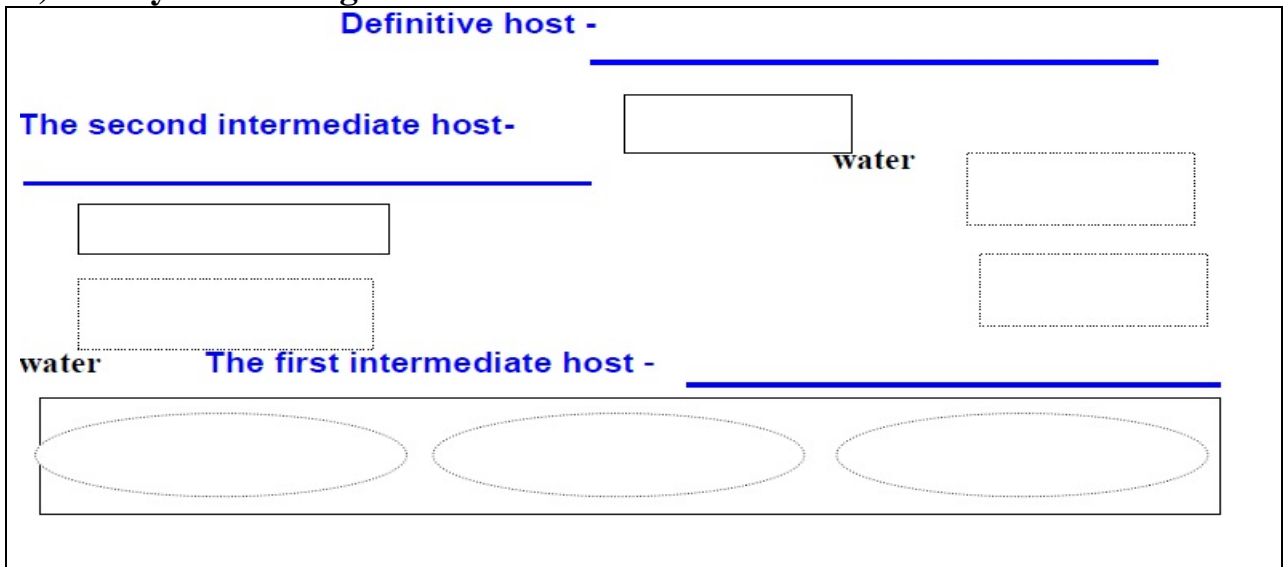 Definitive host -
The second intermediate host-
water
water
The first intermediate host -